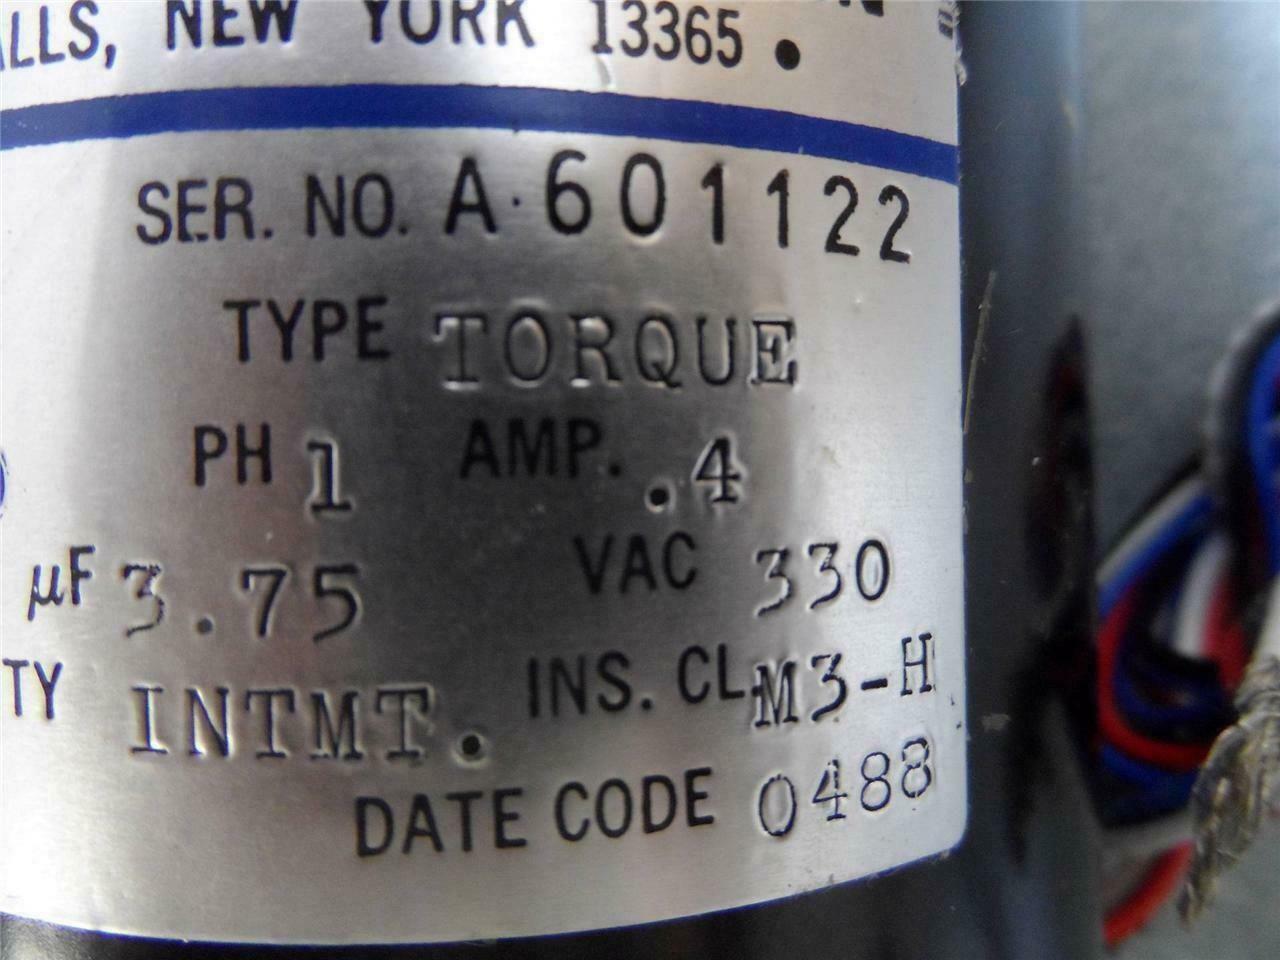 ALLS, NEW YORK 13365.
SER. NO. A·601122
TYPE TORQUE
PH 1 AMP. .4
µF 3.75 VAC 330
TY INTMT. INS. CL. M3-H
DATE CODE 0488